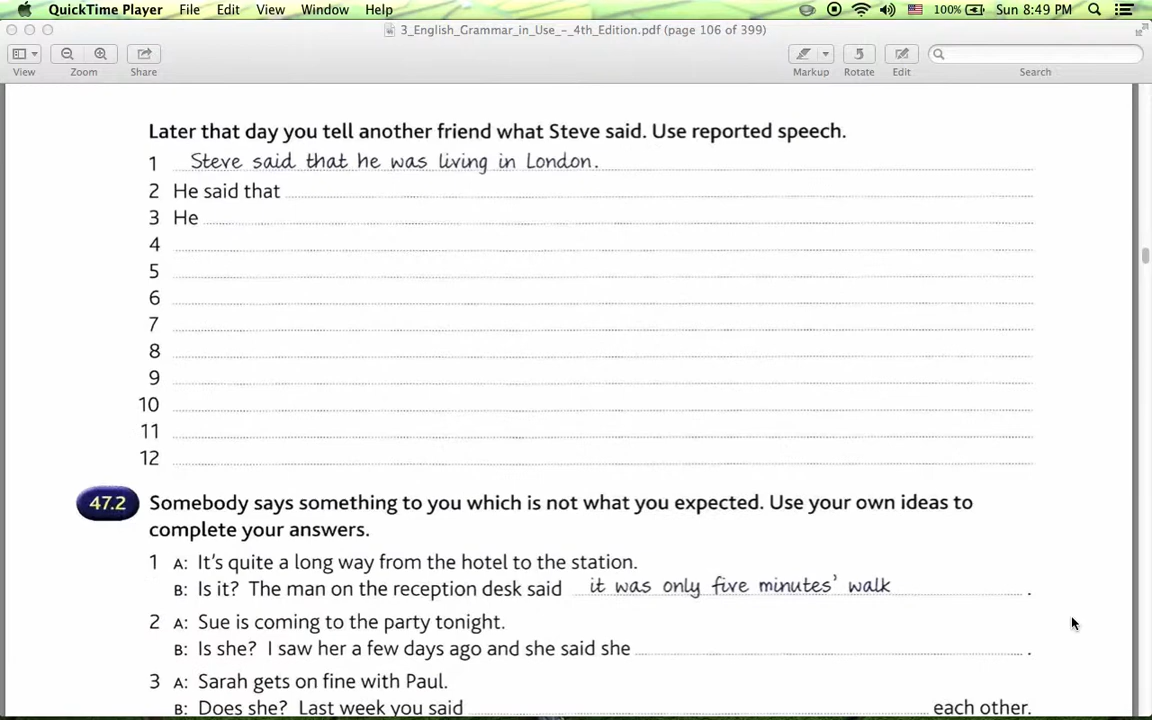 QuickTime Player File Edit View Window Help 100% Sun 8:49 PM
3_English_Grammar_in_Use_-_4th_Edition.pdf (page 106 of 399)
View Zoom Share Markup Rotate Edit Search
Later that day you tell another friend what Steve said. Use reported speech.
1 Steve said that he was living in London.
2 He said that
3 He
4
5
6
7
8
9
10
11
12
47.2 Somebody says something to you which is not what you expected. Use your own ideas to
complete your answers.
1 A: It's quite a long way from the hotel to the station.
B: Is it? The man on the reception desk said it was only five minutes' walk .
2 A: Sue is coming to the party tonight.
B: Is she? I saw her a few days ago and she said she .
3 A: Sarah gets on fine with Paul.
B: Does she? Last week you said each other.